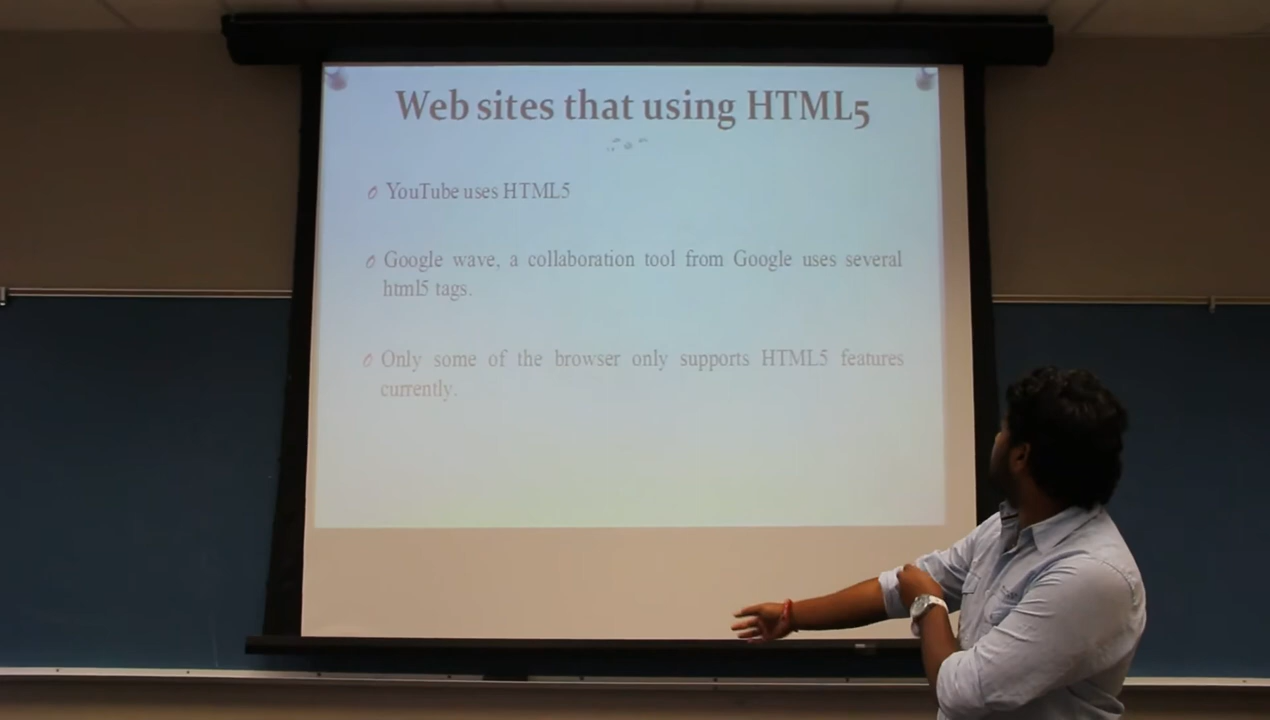 Web sites that using HTML5
YouTube uses HTML5
Google wave, a collaboration tool from Google uses several
html5 tags.
Only some of the browser only supports HTML5 features
currently.